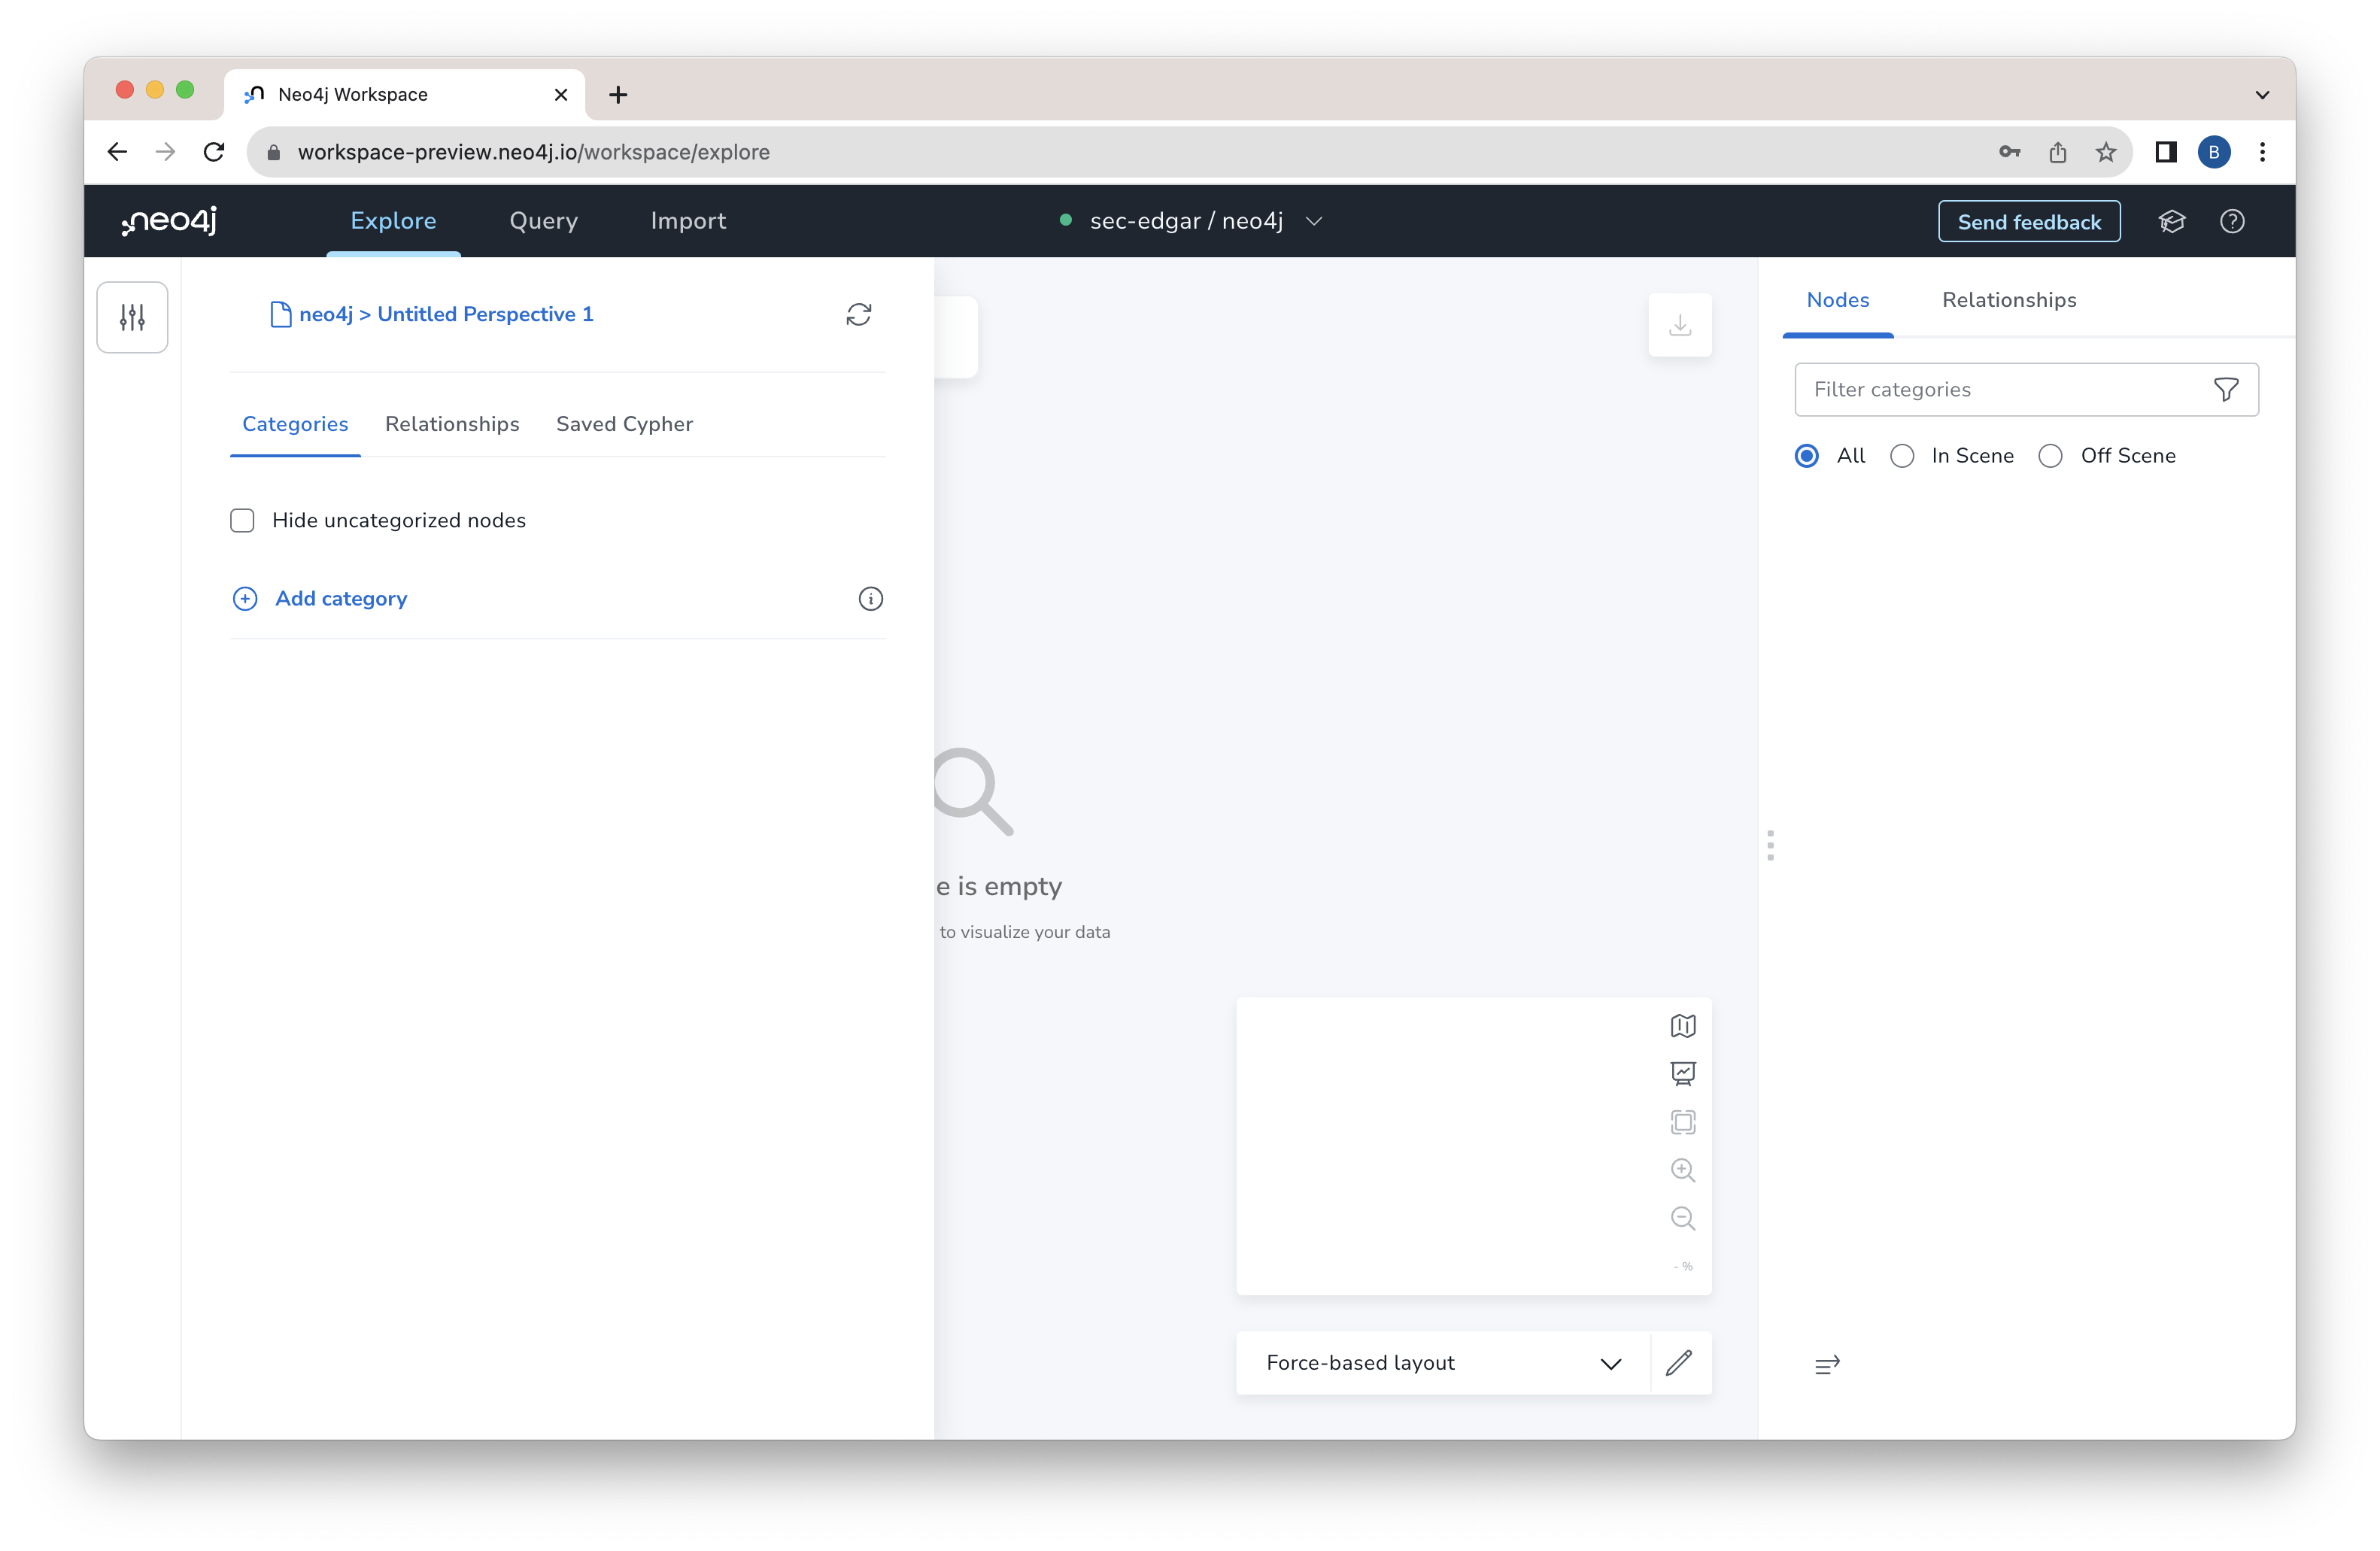 Neo4j Workspace
workspace-preview.neo4j.io/workspace/explore
B
neo4j
Explore
Query
Import
sec-edgar / neo4j
Send feedback
neo4j > Untitled Perspective 1
Categories
Relationships
Saved Cypher
Hide uncategorized nodes
Add category
e is empty
to visualize your data
- %
Force-based layout
Nodes
Relationships
Filter categories
All
In Scene
Off Scene